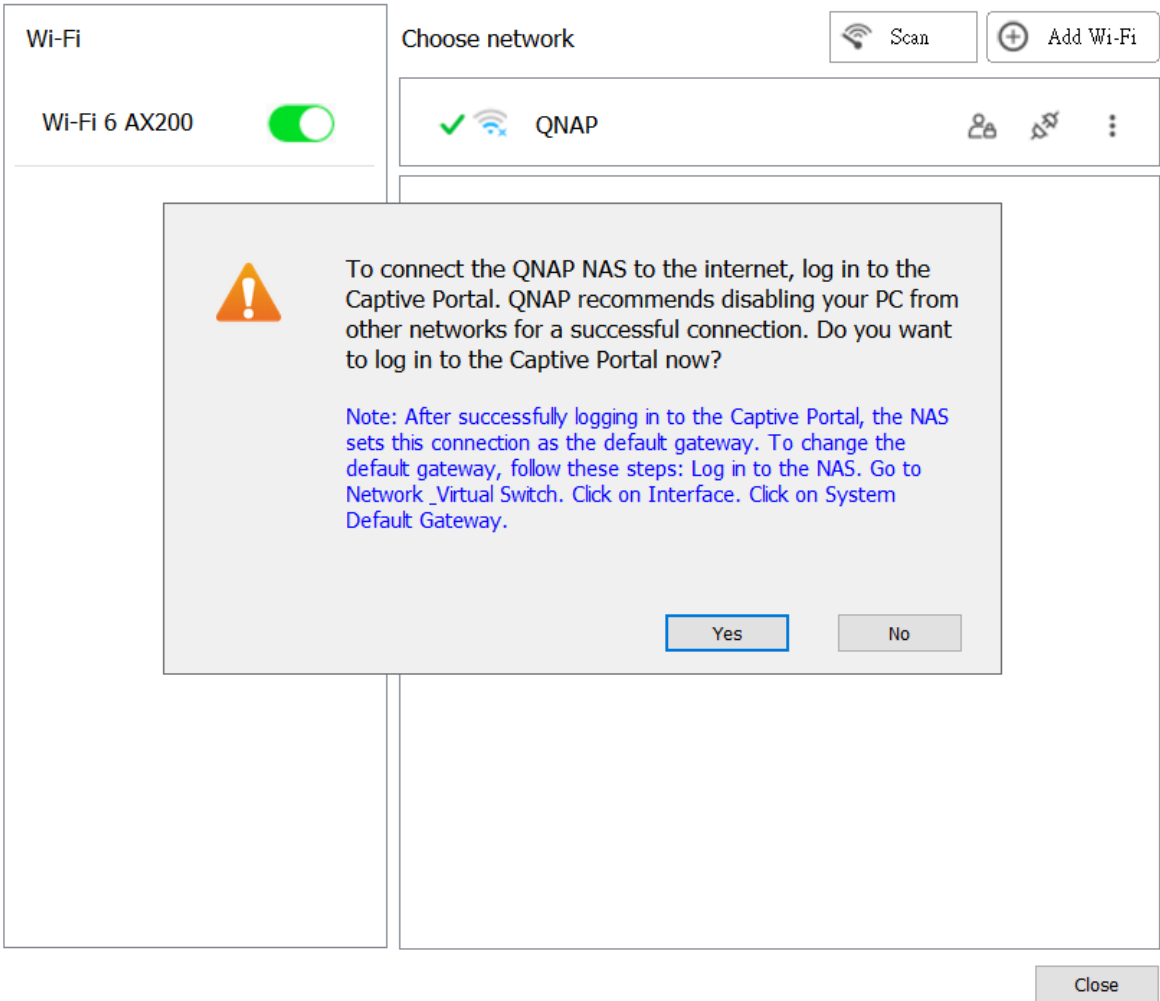 Wi-Fi
Choose network
Scan
Add Wi-Fi
Wi-Fi 6 AX200
QNAP
To connect the QNAP NAS to the internet, log in to the
Captive Portal. QNAP recommends disabling your PC from
other networks for a successful connection. Do you want
to log in to the Captive Portal now?
Note: After successfully logging in to the Captive Portal, the NAS
sets this connection as the default gateway. To change the
default gateway, follow these steps: Log in to the NAS. Go to
Network _Virtual Switch. Click on Interface. Click on System
Default Gateway.
Yes
No
Close